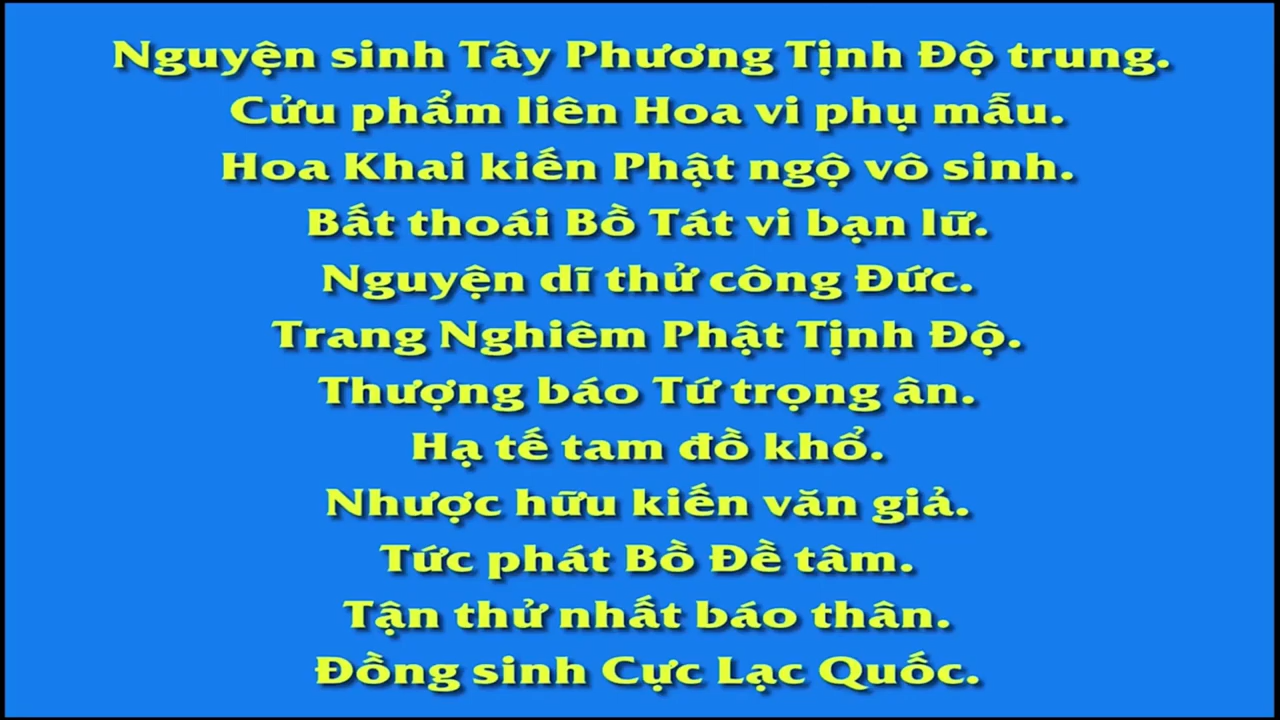 Nguyện sinh Tây Phương Tịnh Độ trung.
Cửu phẩm liên Hoa vi phụ mẫu.
Hoa Khai kiến Phật ngộ vô sinh.
Bất thoái Bồ Tát vi bạn lữ.
Nguyện dĩ thử công Đức.
Trang Nghiêm Phật Tịnh Độ.
Thượng báo Tứ trọng ân.
Hạ tế tam đồ khổ.
Nhược hữu kiến văn giả.
Tức phát Bồ Đề tâm.
Tận thử nhất báo thân.
Đồng sinh Cực Lạc Quốc.